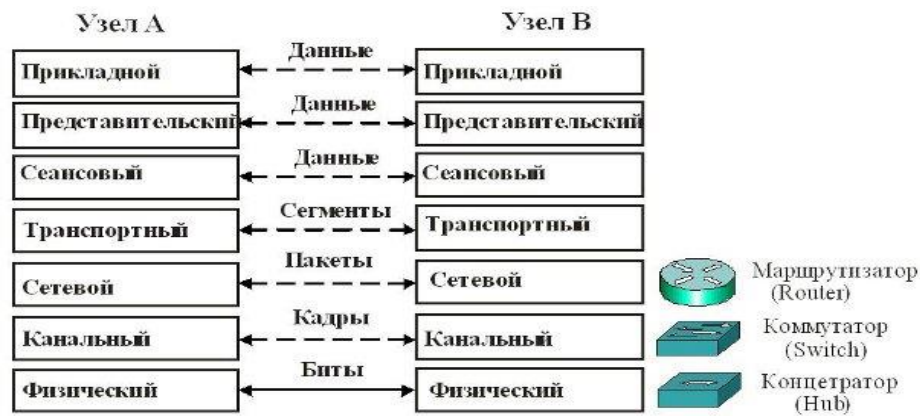 Узел А Узел В
Данные
Прикладной Прикладной
Данные
Представительский Представительский
Данные
Сеансовый Сеансовый
Сегменты
Транспортный Транспортный
Пакеты
Сетевой Сетевой
Маршрутизатор
(Router)
Кадры
Канальный Канальный
Коммутатор
(Switch)
Биты
Физический Физический
Концетратор
(Hub)